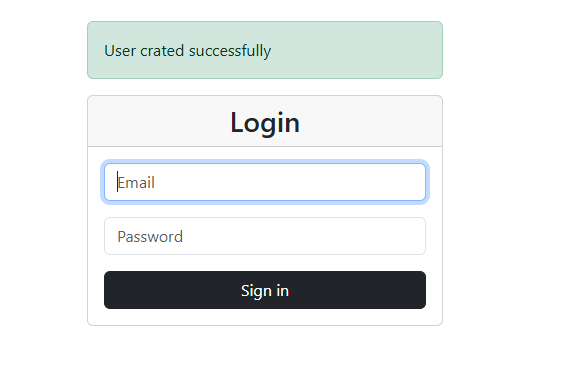 User crated successfully
Login
Email
Password
Sign in